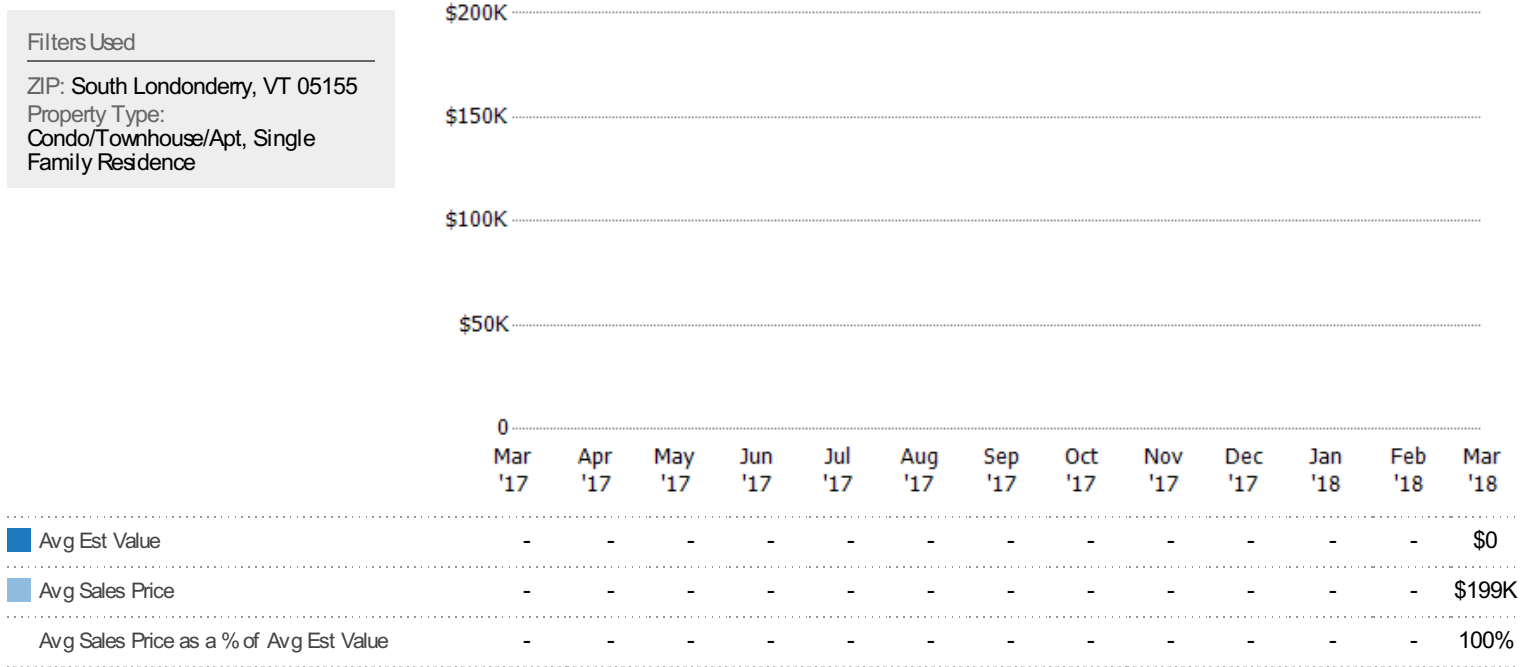 Filters Used
ZIP: South Londonderry, VT 05155
Property Type:
Condo/Townhouse/Apt, Single
Family Residence
$200K
$150K
$100K
$50K
0
Mar Apr May Jun Jul Aug Sep Oct Nov Dec Jan Feb Mar
'17 '17 '17 '17 '17 '17 '17 '17 '17 '17 '18 '18 '18
Avg Est Value - - - - - - - - - - - - $0
Avg Sales Price - - - - - - - - - - - - $199K
Avg Sales Price as a % of Avg Est Value - - - - - - - - - - - - 100%